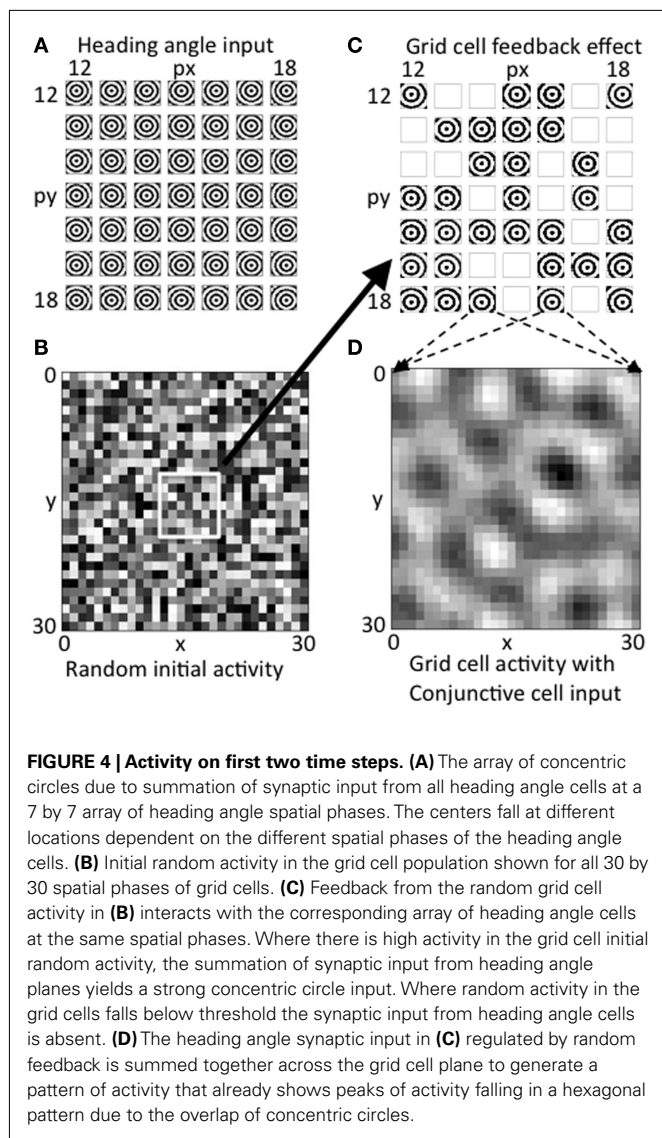 A Heading angle input
12 px 18
12
py
18
C Grid cell feedback effect
12 px 18
12
py
18
B
0
y
30
0 x 30
Random initial activity
D
0
y
30
0 x 30
Grid cell activity with
Conjunctive cell input
FIGURE 4 | Activity on first two time steps. (A) The array of concentric
circles due to summation of synaptic input from all heading angle cells at a
7 by 7 array of heading angle spatial phases. The centers fall at different
locations dependent on the different spatial phases of the heading angle
cells. (B) Initial random activity in the grid cell population shown for all 30 by
30 spatial phases of grid cells. (C) Feedback from the random grid cell
activity in (B) interacts with the corresponding array of heading angle cells
at the same spatial phases. Where there is high activity in the grid cell initial
random activity, the summation of synaptic input from heading angle
planes yields a strong concentric circle input. Where random activity in the
grid cells falls below threshold the synaptic input from heading angle cells
is absent. (D) The heading angle synaptic input in (C) regulated by random
feedback is summed together across the grid cell plane to generate a
pattern of activity that already shows peaks of activity falling in a hexagonal
pattern due to the overlap of concentric circles.